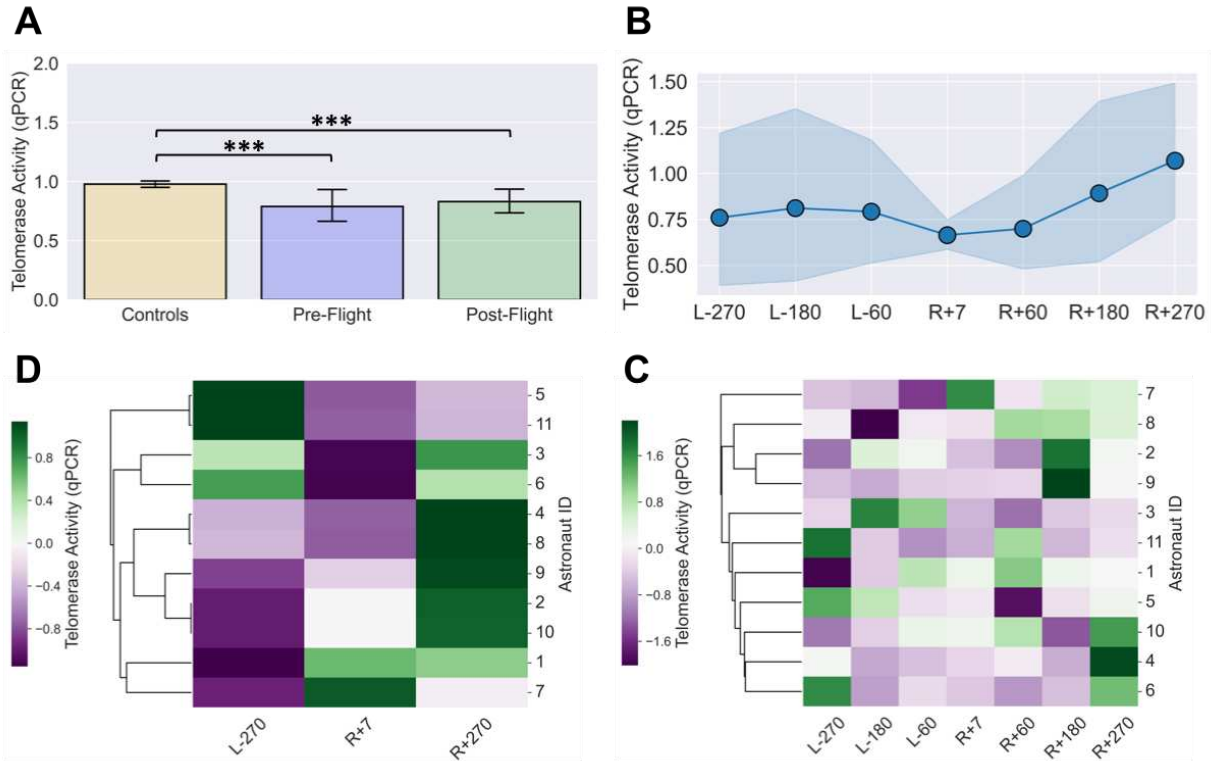 A
Telomerase Activity (qPCR)
2.0
1.5
1.0
0.5
0.0
***
***
Controls
Pre-Flight
Post-Flight
B
Telomerase Activity (qPCR)
1.50
1.25
1.00
0.75
0.50
L-270
L-180
L-60
R+7
R+60
R+180
R+270
D
Telomerase Activity (qPCR)
0.8
0.4
0.0
−0.4
−0.8
5
11
3
6
4
8
9
2
10
1
7
Astronaut ID
L-270
R+7
R+270
C
Telomerase Activity (qPCR)
1.6
0.8
0.0
−0.8
−1.6
7
8
2
9
3
11
1
5
10
4
6
Astronaut ID
L-270
L-180
L-60
R+7
R+60
R+180
R+270